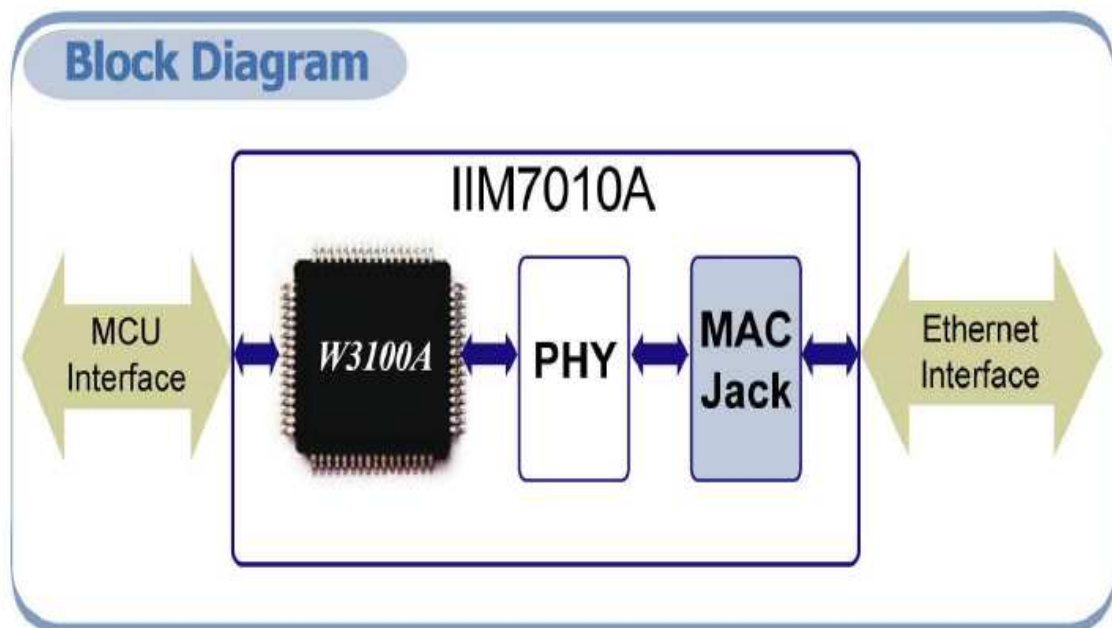 Block Diagram
IIM7010A
MCU
Interface
W3100A
PHY
MAC
Jack
Ethernet
Interface